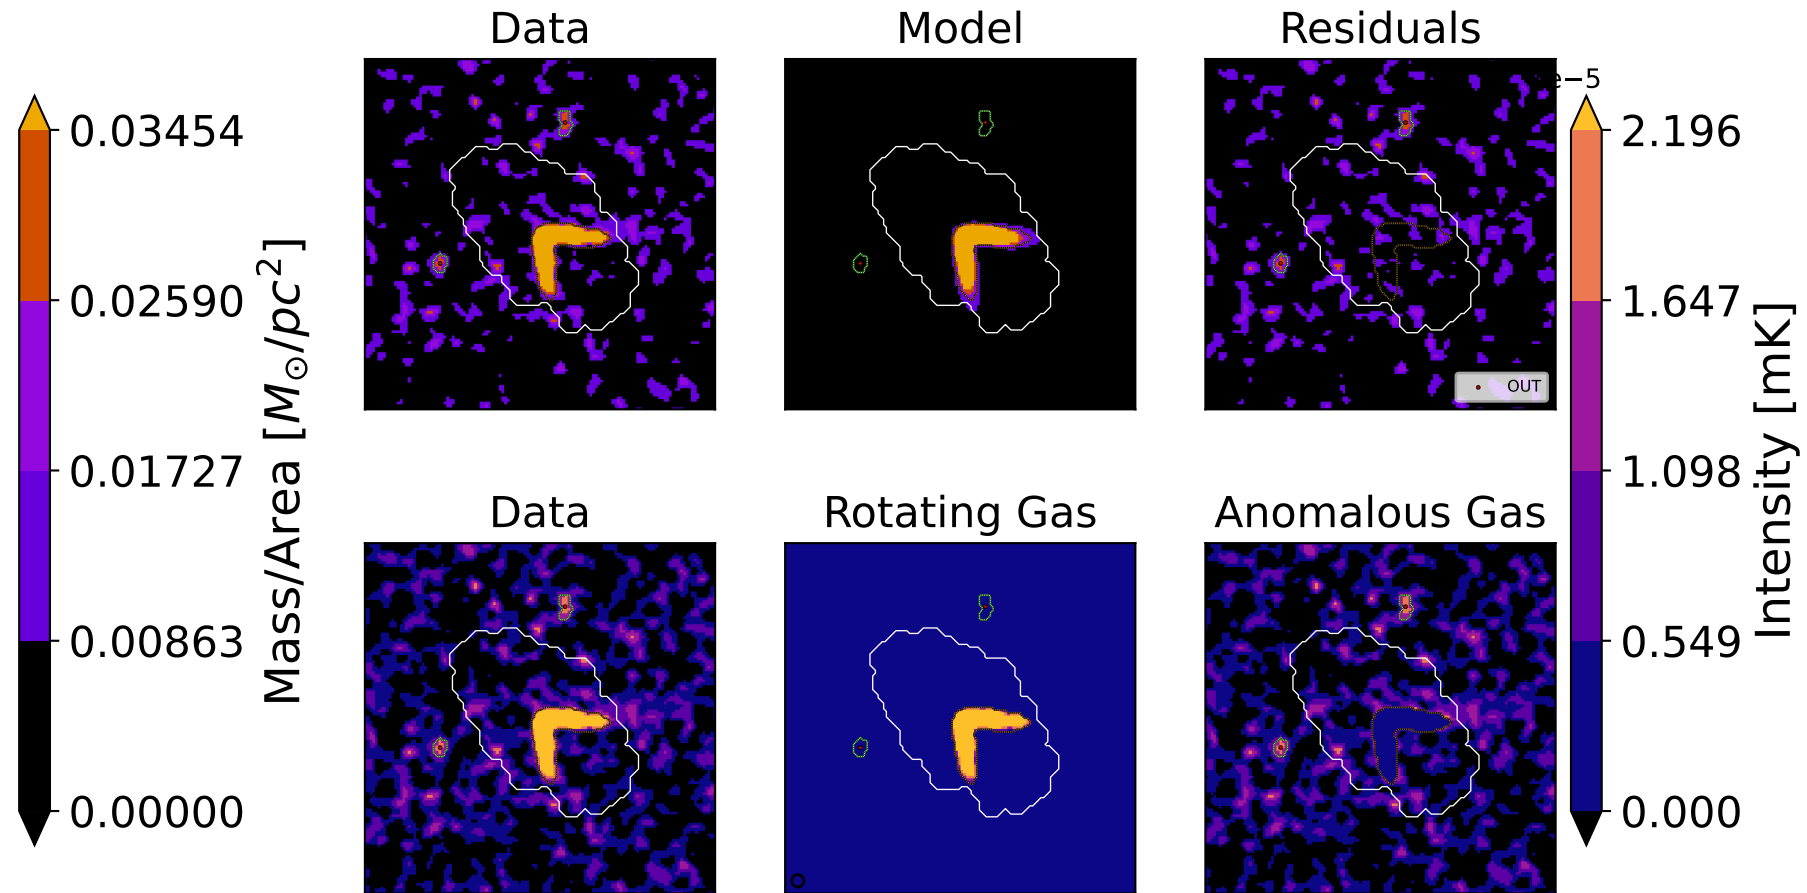 Data
Model
Residuals
e−5
0.03454
0.02590
0.01727
0.00863
0.00000
Mass/Area [M⊙/pc²]
OUT
2.196
1.647
1.098
0.549
0.000
Intensity [mK]
Data
Rotating Gas
Anomalous Gas